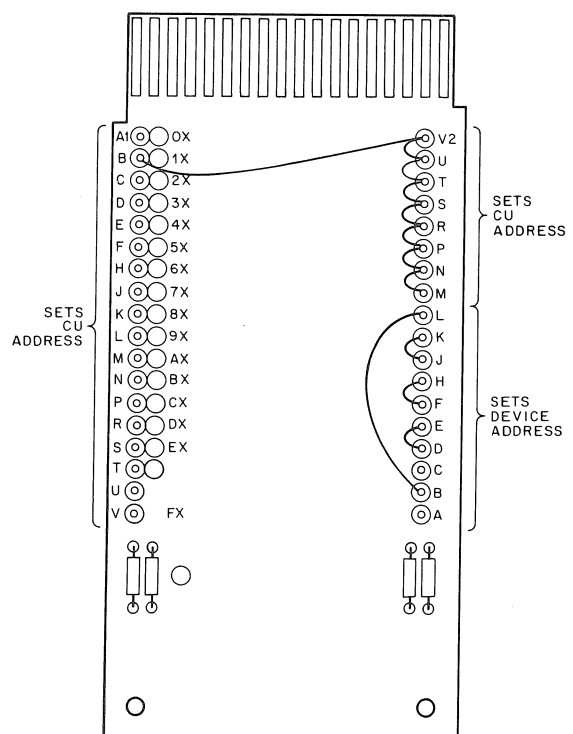 A1 0X V2
B 1X U
C 2X T
D 3X S
E 4X R
F 5X P
H 6X N
J 7X M
K 8X L
L 9X K
M AX J
N BX H
P CX F
R DX E
S EX D
T C
U B
V FX A
SETS
CU
ADDRESS
SETS
CU
ADDRESS
SETS
DEVICE
ADDRESS